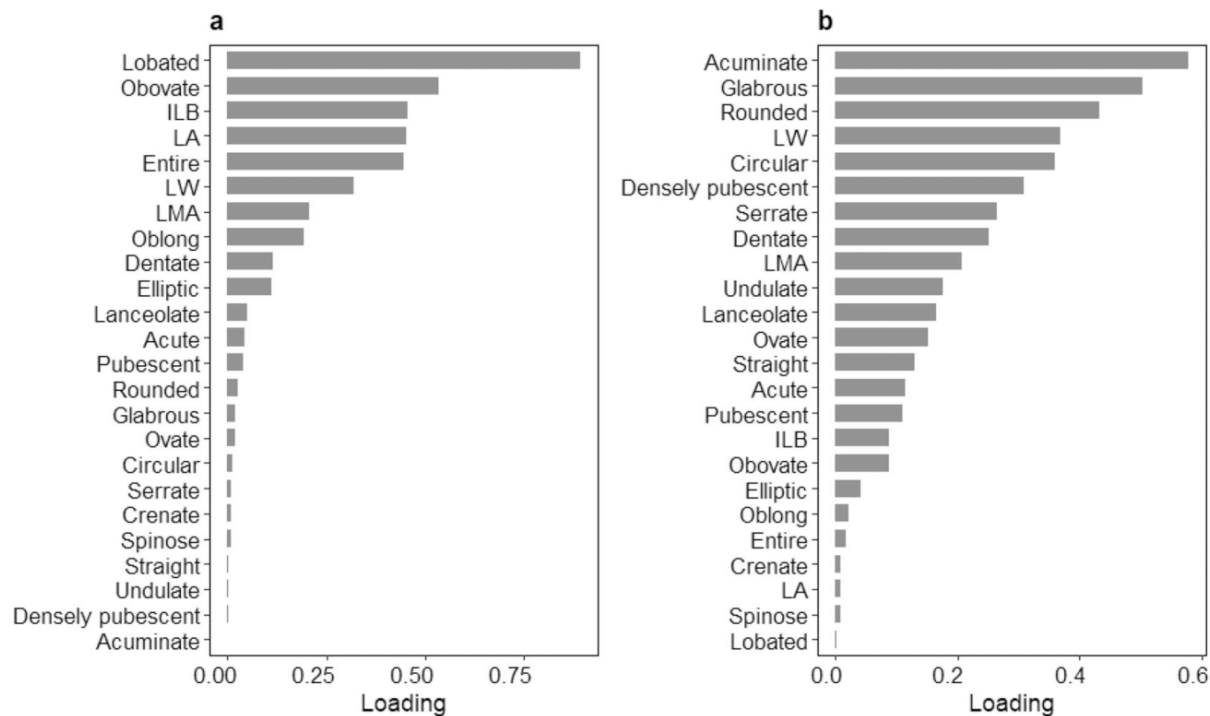 a
Lobated
Obovate
ILB
LA
Entire
LW
LMA
Oblong
Dentate
Elliptic
Lanceolate
Acute
Pubescent
Rounded
Glabrous
Ovate
Circular
Serrate
Crenate
Spinose
Straight
Undulate
Densely pubescent
Acuminate
0.00 0.25 0.50 0.75
Loading
b
Acuminate
Glabrous
Rounded
LW
Circular
Densely pubescent
Serrate
Dentate
LMA
Undulate
Lanceolate
Ovate
Straight
Acute
Pubescent
ILB
Obovate
Elliptic
Oblong
Entire
Crenate
LA
Spinose
Lobated
0.0 0.2 0.4 0.6
Loading